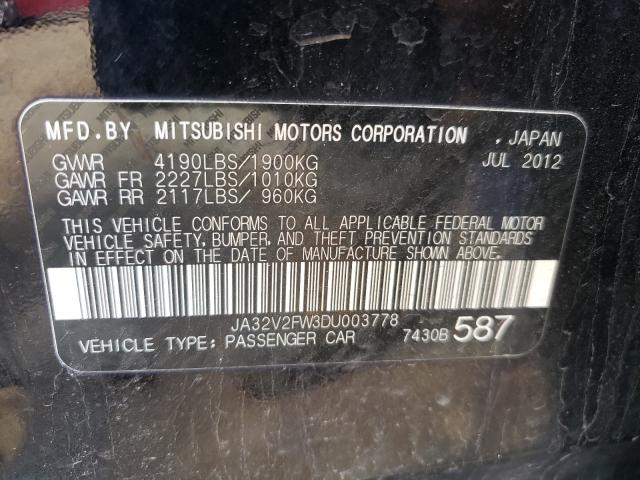 MFD.BY MITSUBISHI MOTORS CORPORATION , JAPAN
GVWR 4190LBS/1900KG JUL 2012
GAWR FR 2227LBS/1010KG
GAWR RR 2117LBS/ 960KG
THIS VEHICLE CONFORMS TO ALL APPLICABLE FEDERAL MOTOR
VEHICLE SAFETY, BUMPER, AND THEFT PREVENTION STANDARDS
IN EFFECT ON THE DATE OF MANUFACTURE SHOWN ABOVE.
JA32V2FW3DU003778
VEHICLE TYPE: PASSENGER CAR 7430B 587